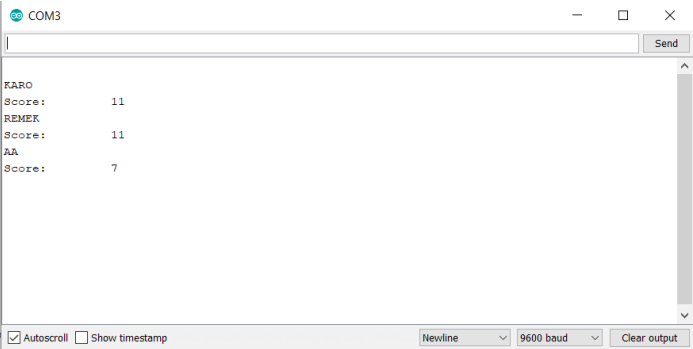 COM3
Send
KARO
Score: 11
REMEK
Score: 11
AA
Score: 7
Autoscroll Show timestamp Newline 9600 baud Clear output